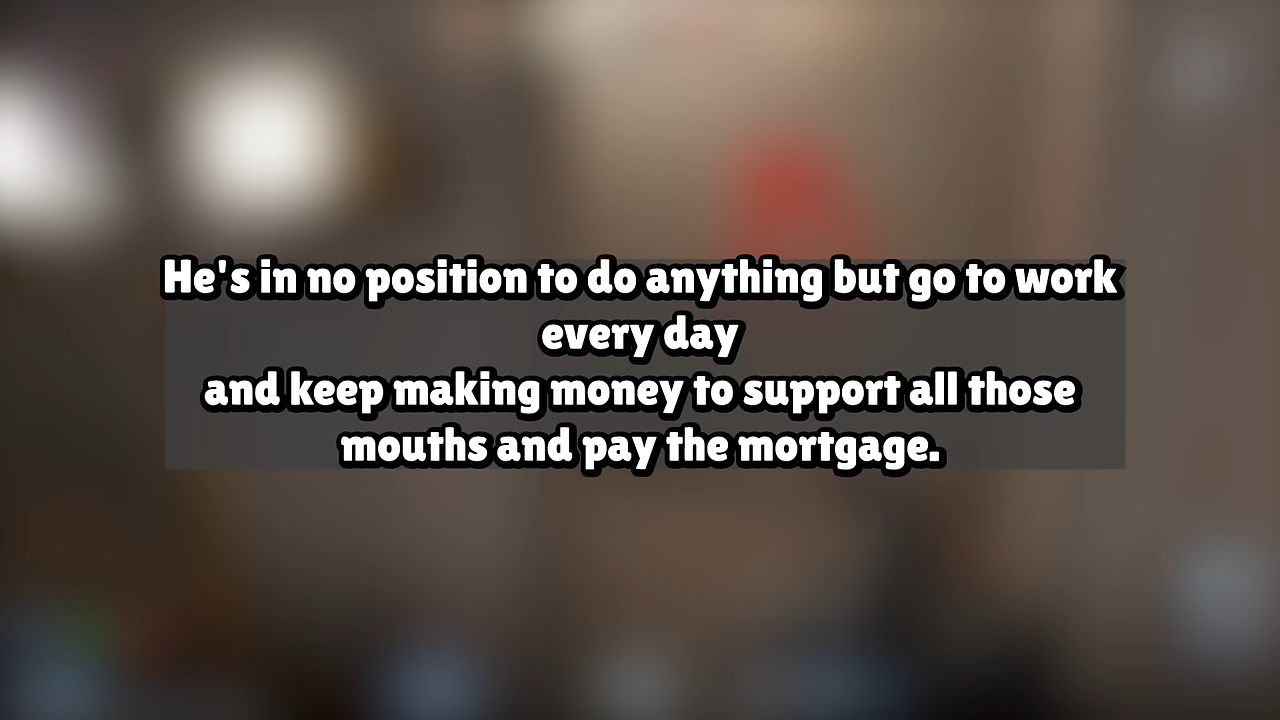 He's in no position to do anything but go to work
every day
and keep making money to support all those
mouths and pay the mortgage.